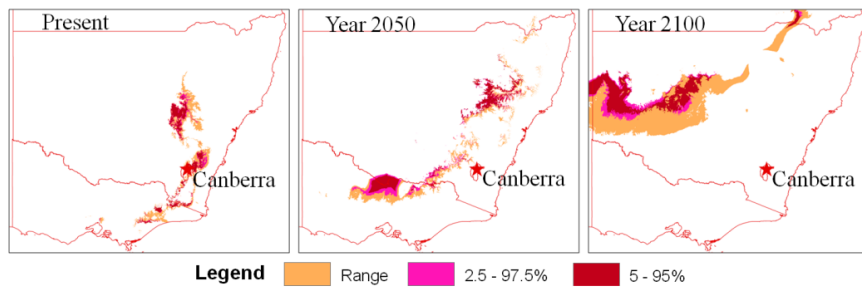 Present
Year 2050
Year 2100
Canberra
Canberra
Canberra
Legend
Range
2.5 - 97.5%
5 - 95%